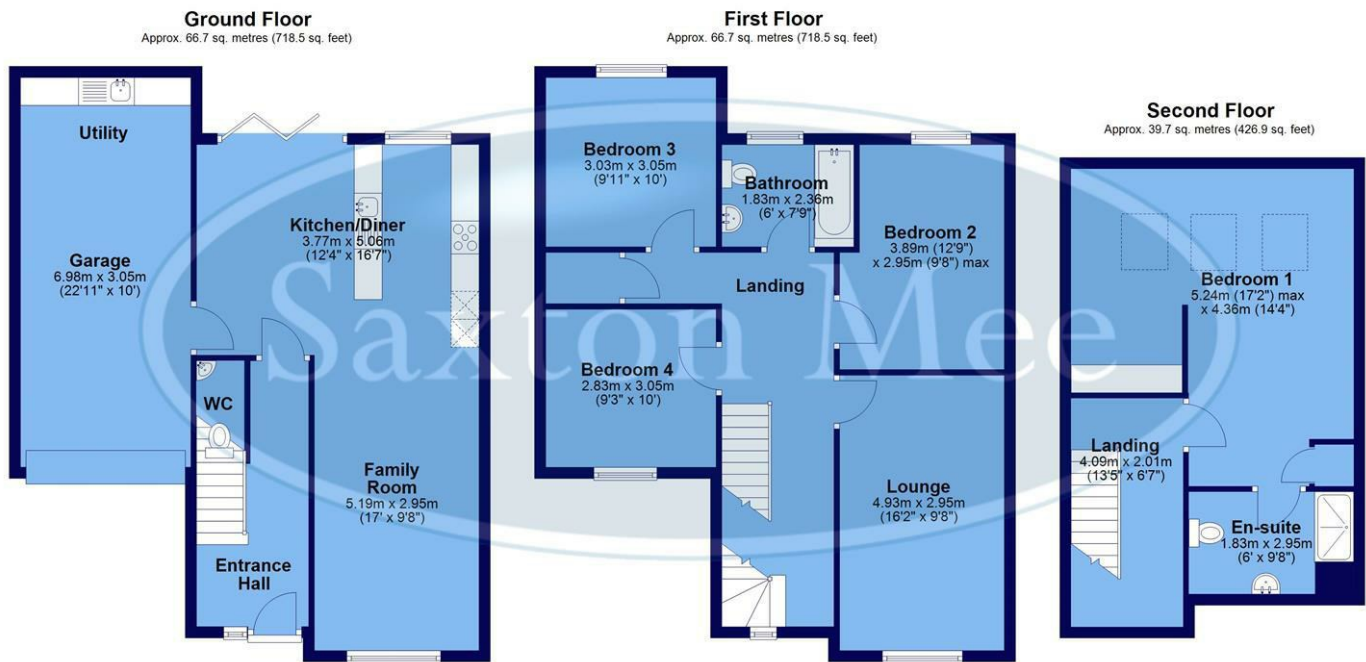 Ground Floor
Approx. 66.7 sq. metres (718.5 sq. feet)
Utility
Kitchen/Diner
3.77m x 5.06m
(12'4" x 16'7")
Garage
6.98m x 3.05m
(22'11" x 10')
WC
Family
Room
5.19m x 2.95m
(17' x 9'8")
Entrance
Hall
First Floor
Approx. 66.7 sq. metres (718.5 sq. feet)
Bedroom 3
3.03m x 3.05m
(9'11" x 10')
Bathroom
1.83m x 2.36m
(6' x 7'9")
Bedroom 2
3.89m (12'9")
x 2.95m (9'8") max
Landing
Bedroom 4
2.83m x 3.05m
(9'3" x 10')
Lounge
4.93m x 2.95m
(16'2" x 9'8")
Second Floor
Approx. 39.7 sq. metres (426.9 sq. feet)
Bedroom 1
5.24m (17'2") max
x 4.36m (14'4")
Landing
4.09m x 2.01m
(13'5" x 6'7")
En-suite
1.83m x 2.95m
(6' x 9'8")
Saxton Mee